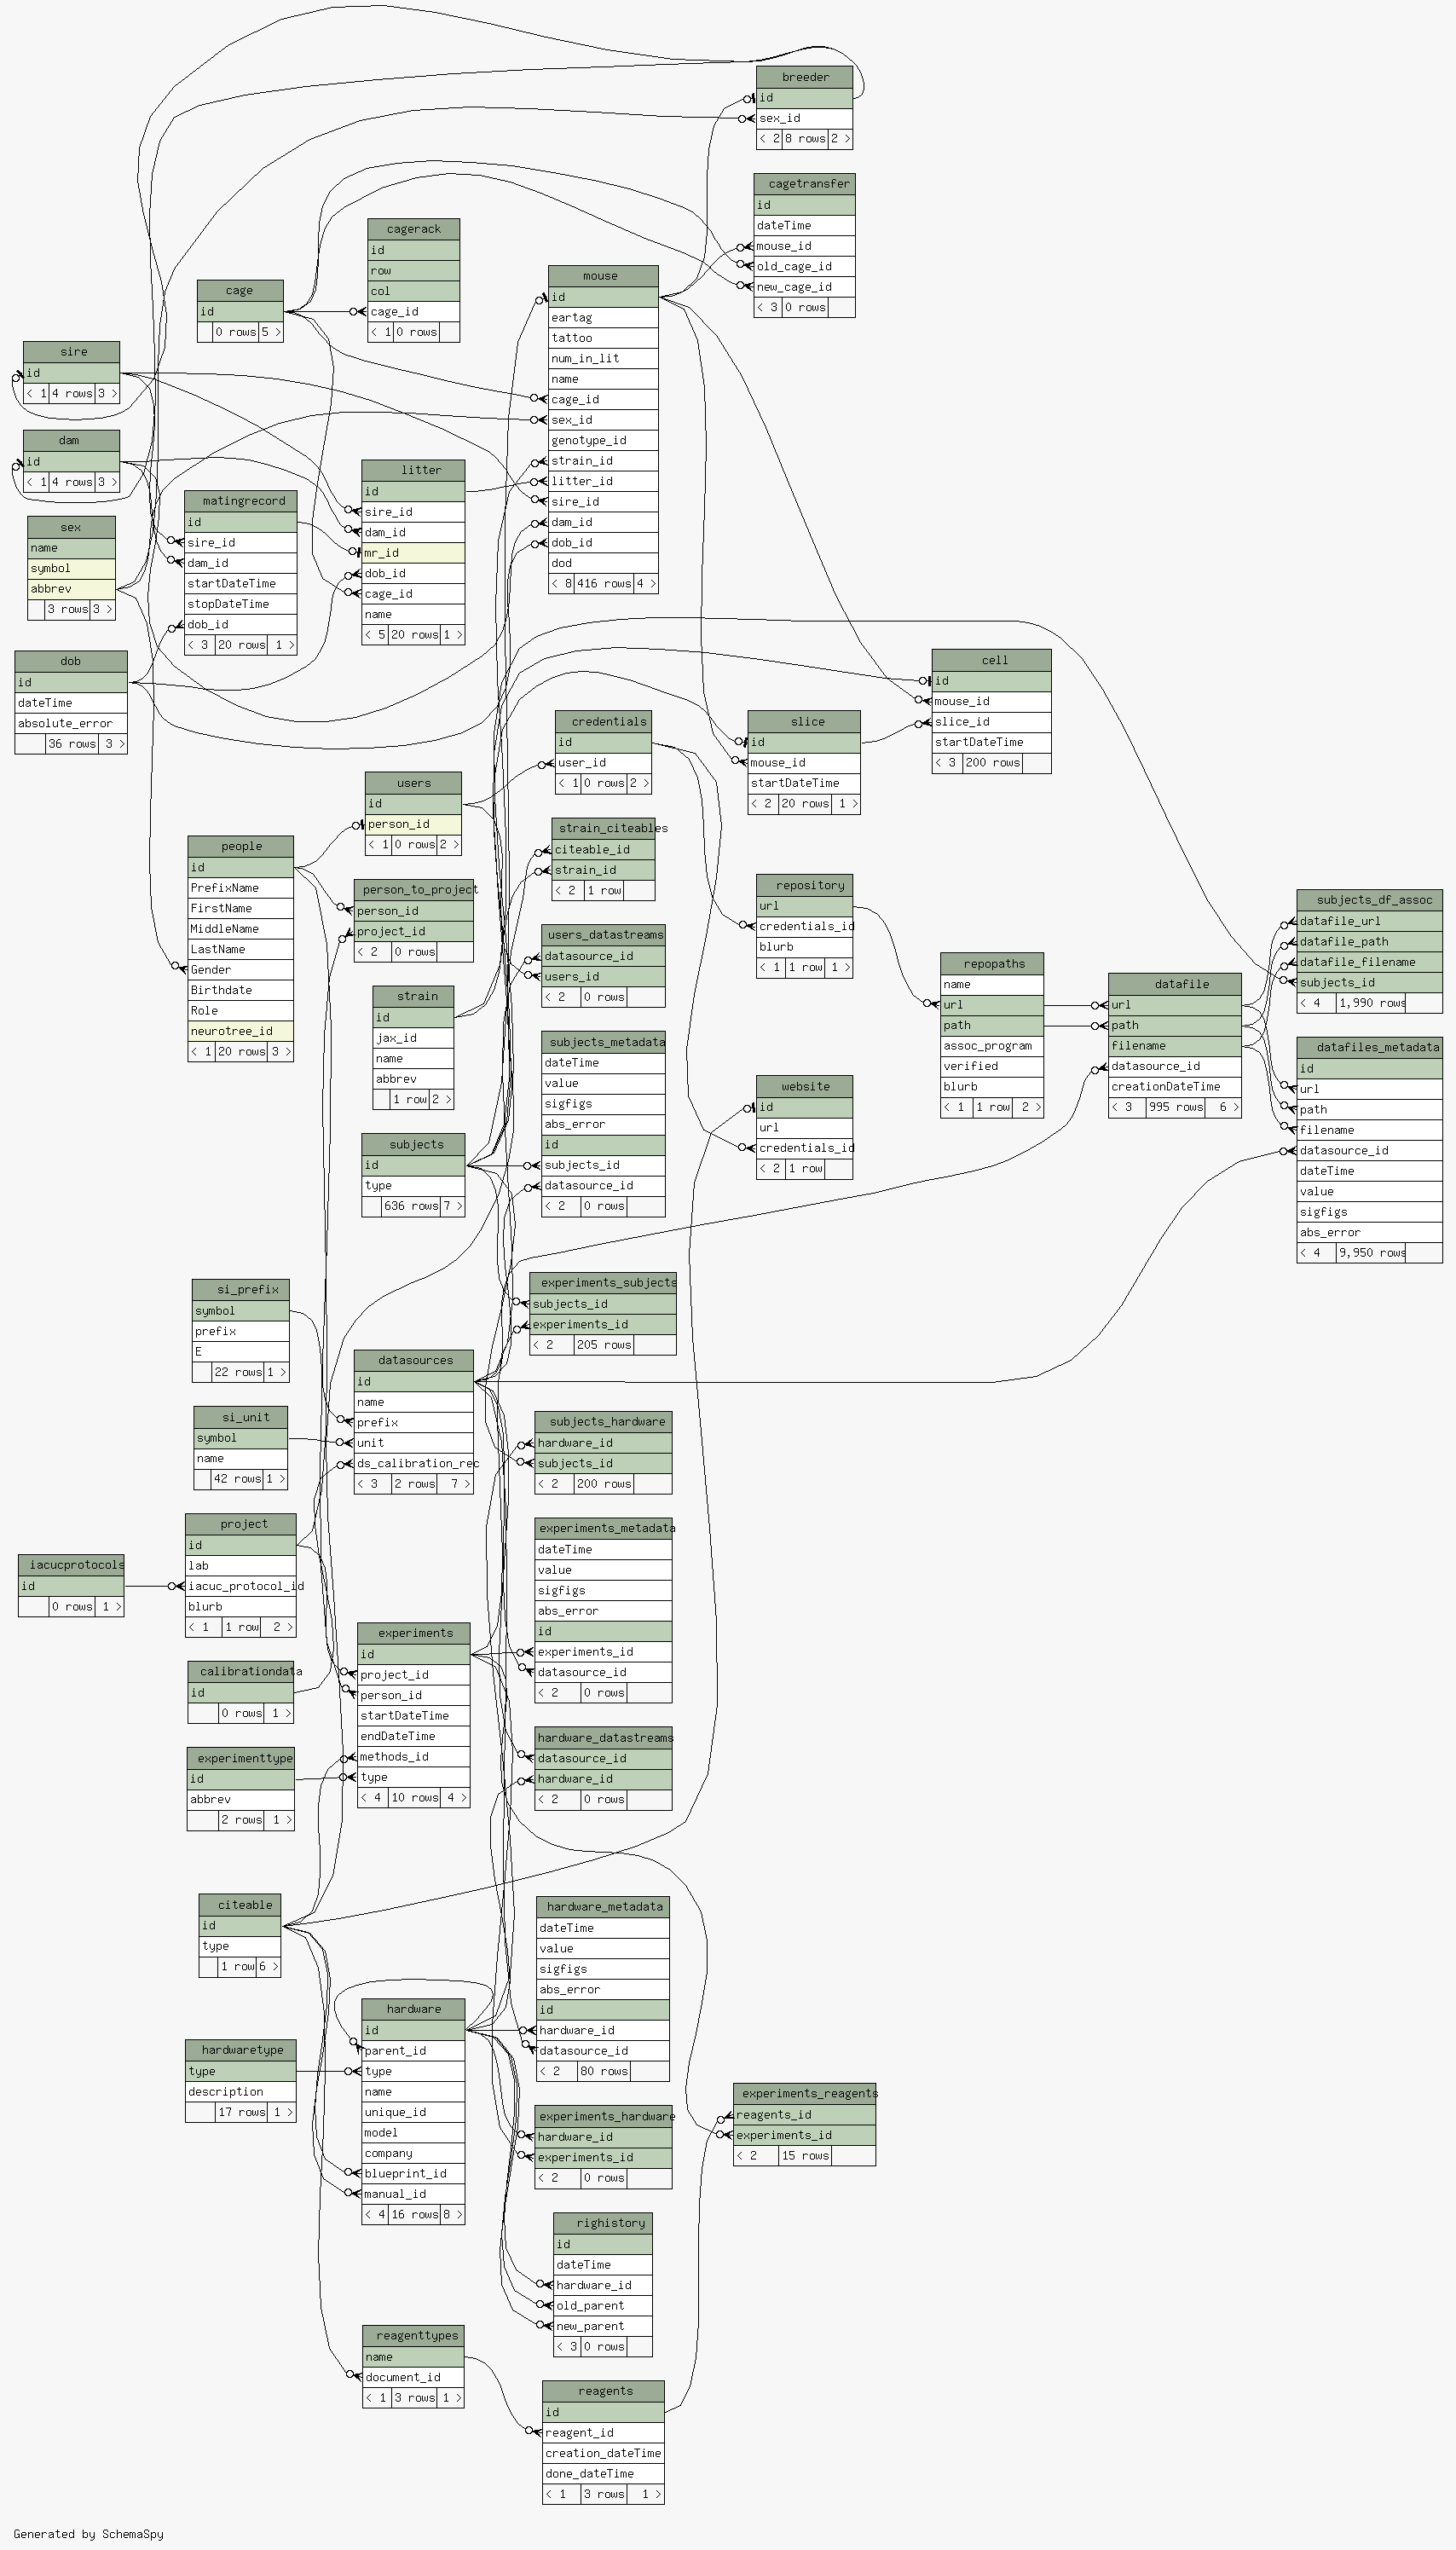 breeder
id
sex_id
< 2 8 rows 2 >
cagetransfer
id
dateTime
mouse_id
old_cage_id
new_cage_id
< 3 0 rows
cagerack
id
row
col
cage_id
< 1 0 rows
cage
id
0 rows 5 >
mouse
id
eartag
tattoo
num_in_lit
name
cage_id
sex_id
genotype_id
strain_id
litter_id
sire_id
dam_id
dob_id
dod
< 8 416 rows 4 >
sire
id
< 1 4 rows 3 >
dam
id
< 1 4 rows 3 >
sex
name
symbol
abbrev
3 rows 3 >
matingrecord
id
sire_id
dam_id
startDateTime
stopDateTime
dob_id
< 3 20 rows 1 >
litter
id
sire_id
dam_id
mr_id
dob_id
cage_id
name
< 5 20 rows 1 >
dob
id
dateTime
absolute_error
36 rows 3 >
cell
id
mouse_id
slice_id
startDateTime
< 3 200 rows
credentials
id
user_id
< 1 0 rows 2 >
slice
id
mouse_id
startDateTime
< 2 20 rows 1 >
users
id
person_id
< 1 0 rows 2 >
strain_citeables
citeable_id
strain_id
< 2 1 row
people
id
PrefixName
FirstName
MiddleName
LastName
Gender
Birthdate
Role
neurotree_id
< 1 20 rows 3 >
person_to_project
person_id
project_id
< 2 0 rows
repository
url
credentials_id
blurb
< 1 1 row 1 >
subjects_df_assoc
datafile_url
datafile_path
datafile_filename
subjects_id
< 4 1,990 rows
users_datastreams
datasource_id
users_id
< 2 0 rows
repopaths
name
url
path
assoc_program
verified
blurb
< 1 1 row 2 >
datafile
url
path
filename
datasource_id
creationDateTime
< 3 995 rows 6 >
strain
id
jax_id
name
abbrev
1 row 2 >
subjects_metadata
dateTime
value
sigfigs
abs_error
id
subjects_id
datasource_id
< 2 0 rows
datafiles_metadata
id
url
path
filename
datasource_id
dateTime
value
sigfigs
abs_error
< 4 9,950 rows
website
id
url
credentials_id
< 2 1 row
subjects
id
type
636 rows 7 >
si_prefix
symbol
prefix
E
22 rows 1 >
experiments_subjects
subjects_id
experiments_id
< 2 205 rows
datasources
id
name
prefix
unit
ds_calibration_rec
< 3 2 rows 7 >
si_unit
symbol
name
42 rows 1 >
subjects_hardware
hardware_id
subjects_id
< 2 200 rows
project
id
lab
iacuc_protocol_id
blurb
< 1 1 row 2 >
iacucprotocols
id
0 rows 1 >
experiments_metadata
dateTime
value
sigfigs
abs_error
id
experiments_id
datasource_id
< 2 0 rows
experiments
id
project_id
person_id
startDateTime
endDateTime
methods_id
type
< 4 10 rows 4 >
calibrationdata
id
0 rows 1 >
experimenttype
id
abbrev
2 rows 1 >
hardware_datastreams
datasource_id
hardware_id
< 2 0 rows
citeable
id
type
1 row 6 >
hardware_metadata
dateTime
value
sigfigs
abs_error
id
hardware_id
datasource_id
< 2 80 rows
hardware
id
parent_id
type
name
unique_id
model
company
blueprint_id
manual_id
< 4 16 rows 8 >
hardwaretype
type
description
17 rows 1 >
experiments_reagents
reagents_id
experiments_id
< 2 15 rows
experiments_hardware
hardware_id
experiments_id
< 2 0 rows
righistory
id
dateTime
hardware_id
old_parent
new_parent
< 3 0 rows
reagenttypes
name
document_id
< 1 3 rows 1 >
reagents
id
reagent_id
creation_dateTime
done_dateTime
< 1 3 rows 1 >
Generated by SchemaSpy